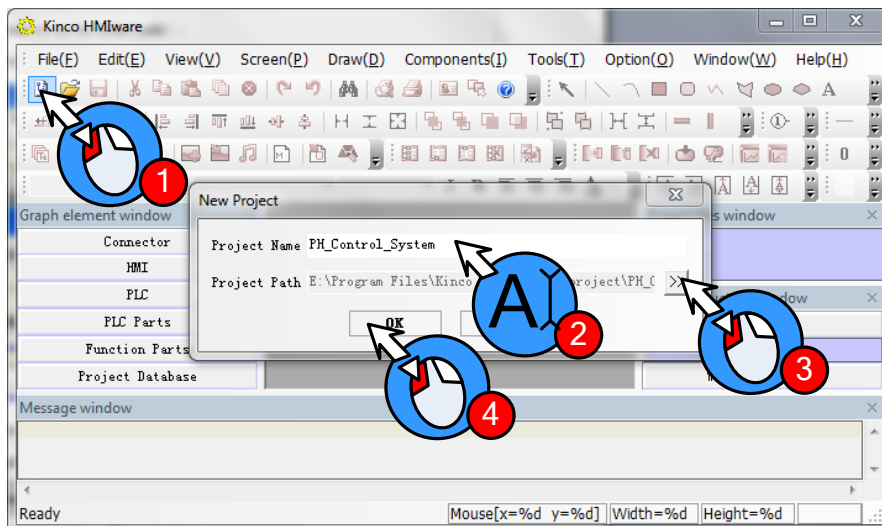 Kinco HMIware
File(F) Edit(E) View(V) Screen(P) Draw(D) Components(I) Tools(T) Option(O) Window(W) Help(H)
A
1
New Project
Graph element window
s window
Connector
Project Name PH_Control_System
HMI
Project Path E:\Program Files\Kinco roject\PH_C >>
PLC
dow
A
PLC Parts
OK
2
Function Parts
3
Project Database
4
Message window
Ready
Mouse[x=%d y=%d] Width=%d Height=%d